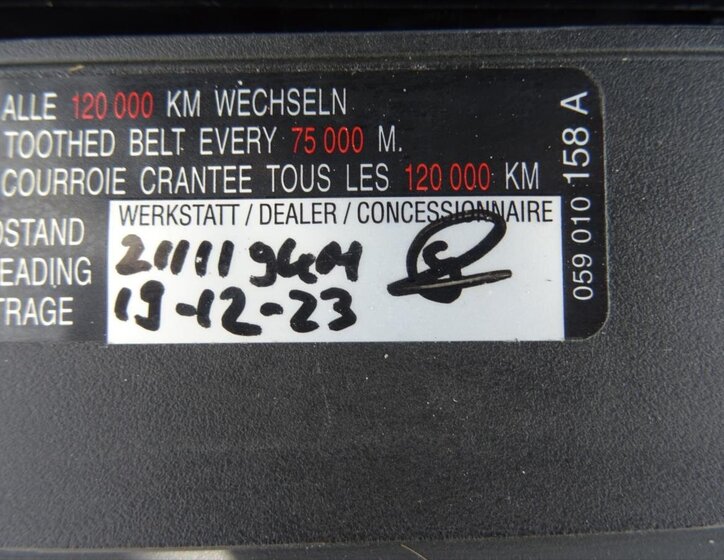 ALLE 120 000 KM WECHSELN
TOOTHED BELT EVERY 75 000 M.
COURROIE CRANTEE TOUS LES 120 000 KM
WERKSTATT / DEALER / CONCESSIONNAIRE
DSTAND
EADING
TRAGE
19-12-23
059 010 158 A